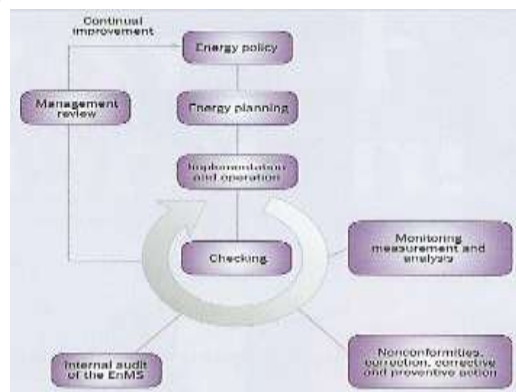 Continual
improvement
Energy policy
Management
review
Energy planning
Implementation
and operation
Checking
Monitoring
measurement and
analysis
Internal audit
of the EnMS
Nonconformities,
correction, corrective
and preventive action